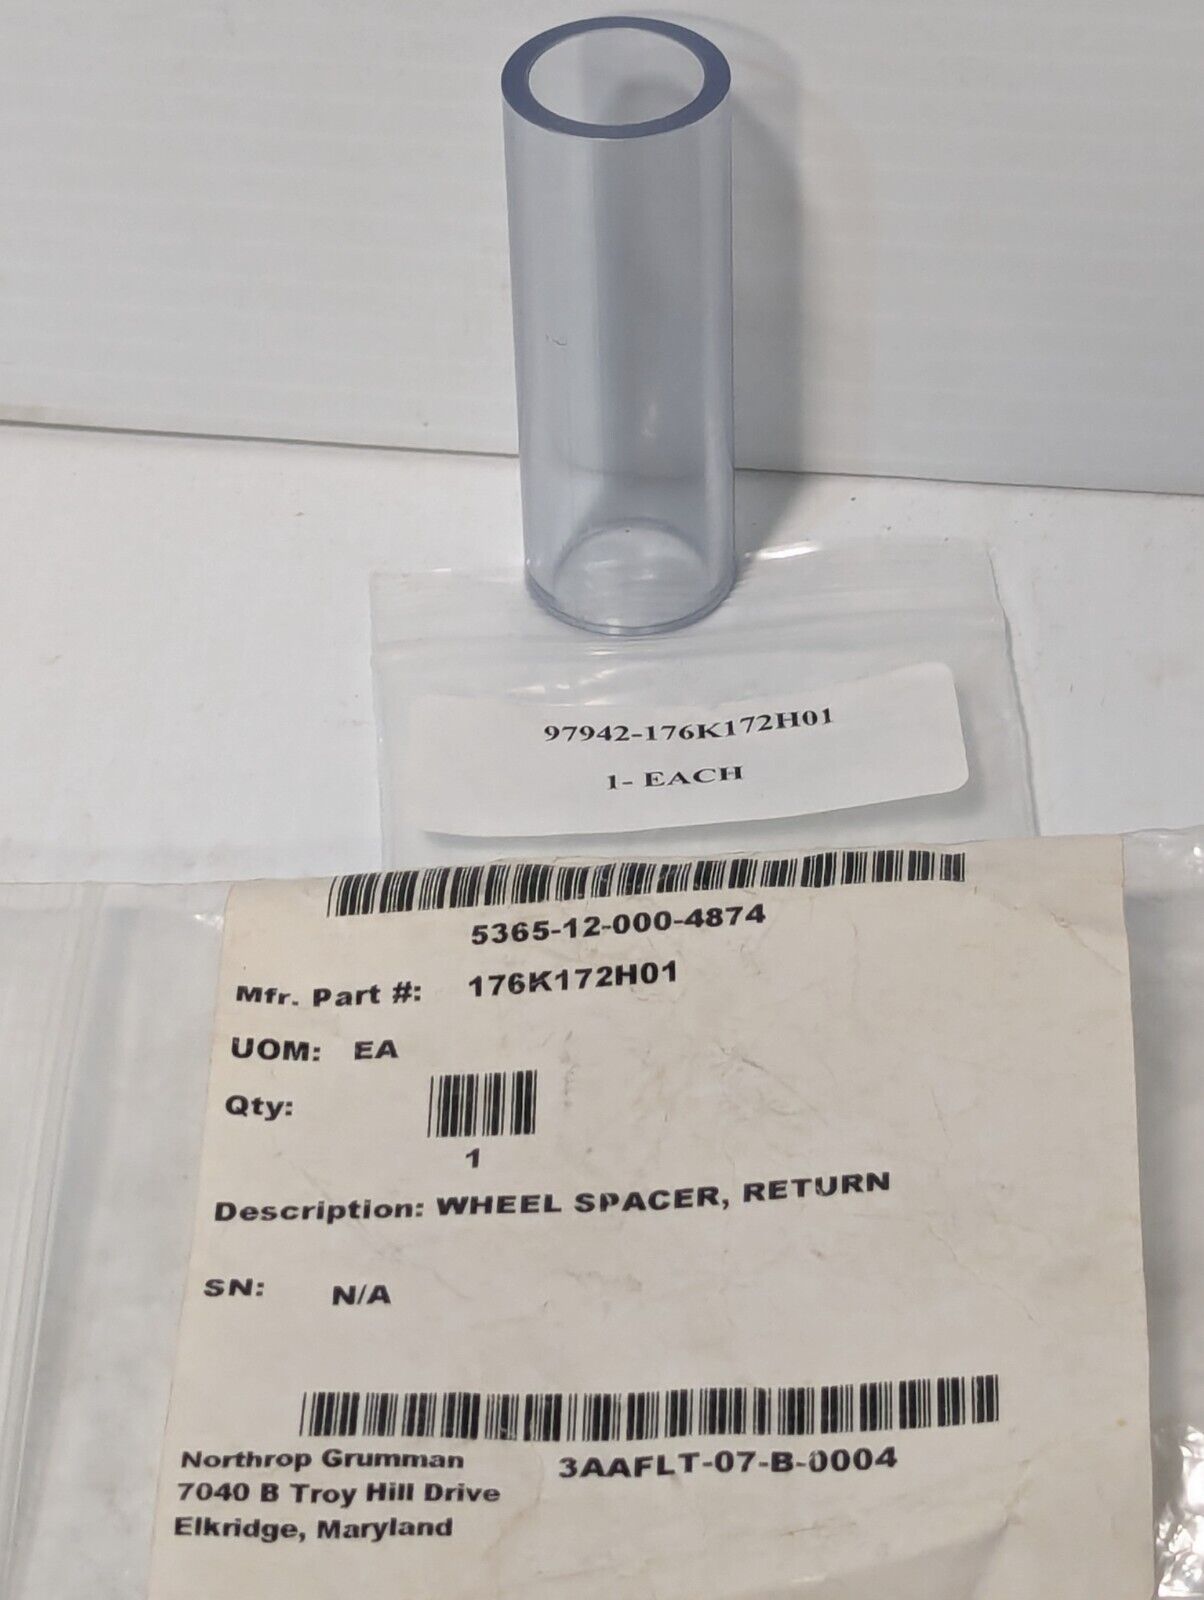 97942-176K172H01
1- EACH
5365-12-000-4874
Mfr. Part #: 176K172H01
UOM: EA
Qty:
1
Description: WHEEL SPACER, RETURN
SN: N/A
Northrop Grumman 3AAFLT-07-B-0004
7040 B Troy Hill Drive
Elkridge, Maryland